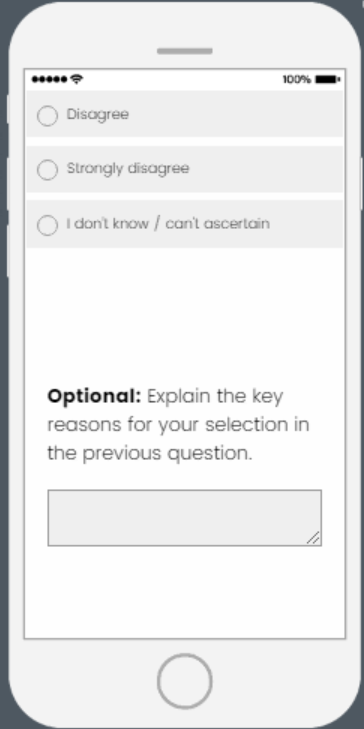 100%
Disagree
Strongly disagree
I don't know / can't ascertain
Optional: Explain the key
reasons for your selection in
the previous question.